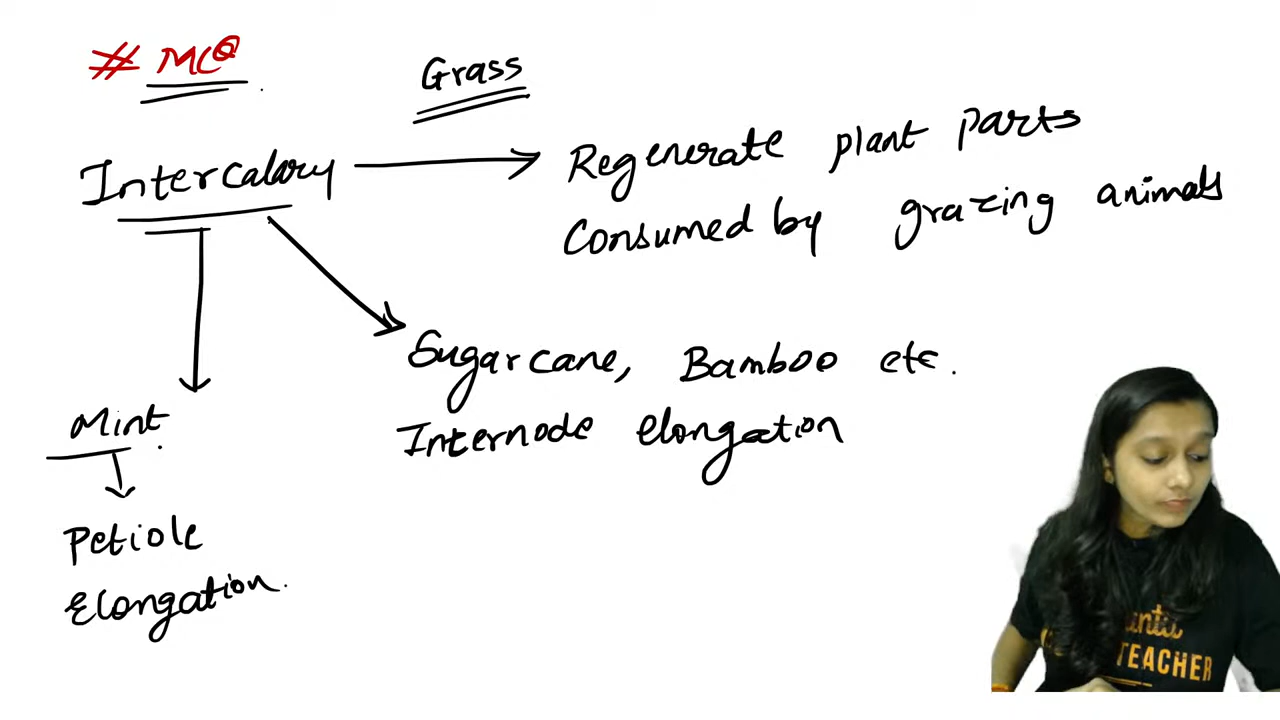 # MCQ
Grass
Intercalary
Regenerate plant parts
Consumed by grazing animals
Sugarcane, Bamboo etc.
Internode elongation
Mint
Petiole
Elongation.
TEACHER